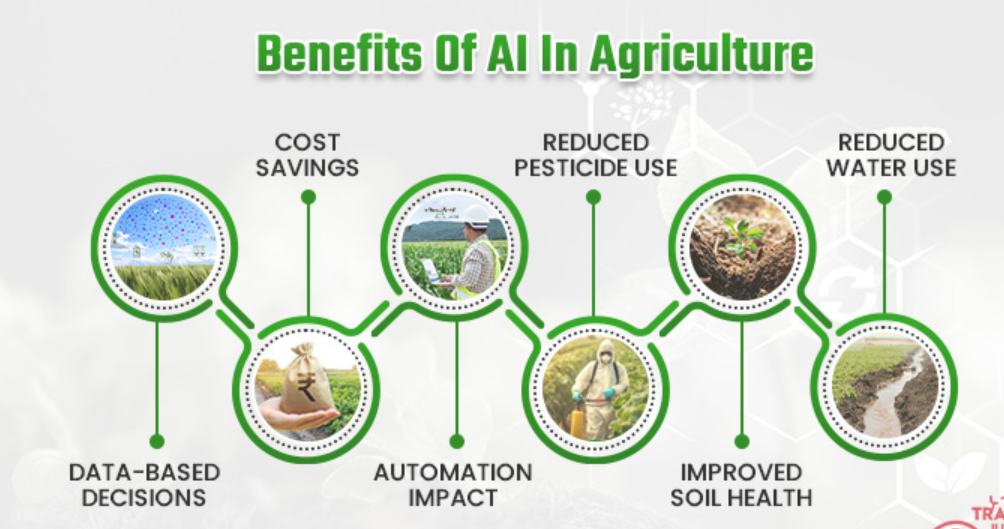 Benefits Of AI In Agriculture
COST
SAVINGS
REDUCED
PESTICIDE USE
REDUCED
WATER USE
₹
DATA-BASED
DECISIONS
AUTOMATION
IMPACT
IMPROVED
SOIL HEALTH